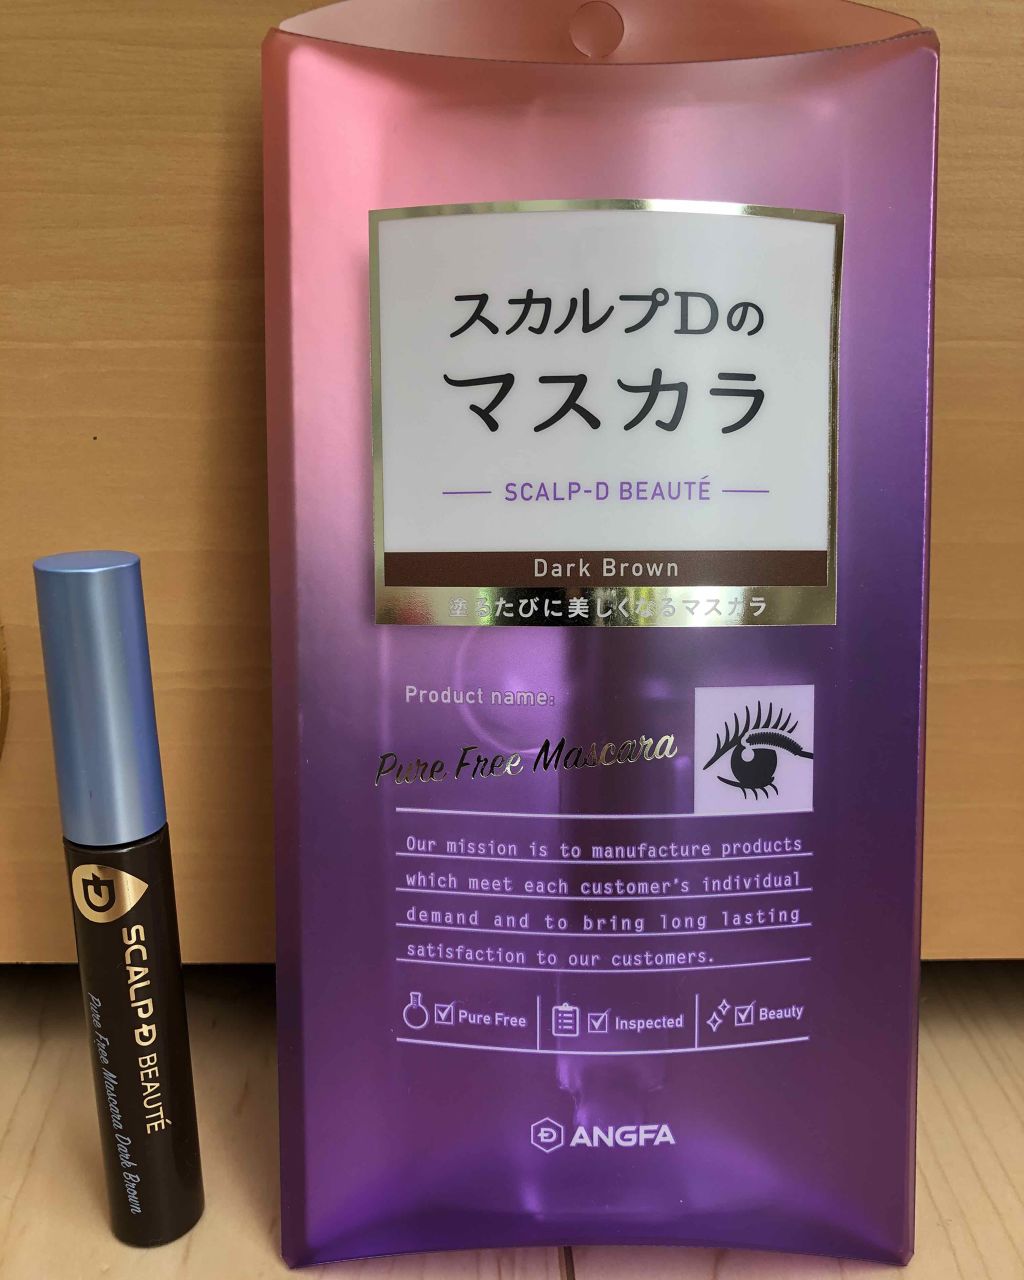 スカルプDの
マスカラ
SCALP-D BEAUTÉ
Dark Brown
塗るたびに美しくなるマスカラ
Product name:
Pure Free Mascara
Our mission is to manufacture products
which meet each customer's individual
demand and to bring long lasting
satisfaction to our customers.
Pure Free
Inspected
Beauty
ANGFA
SCALP D BEAUTÉ
Pure Free Mascara Dark Brown